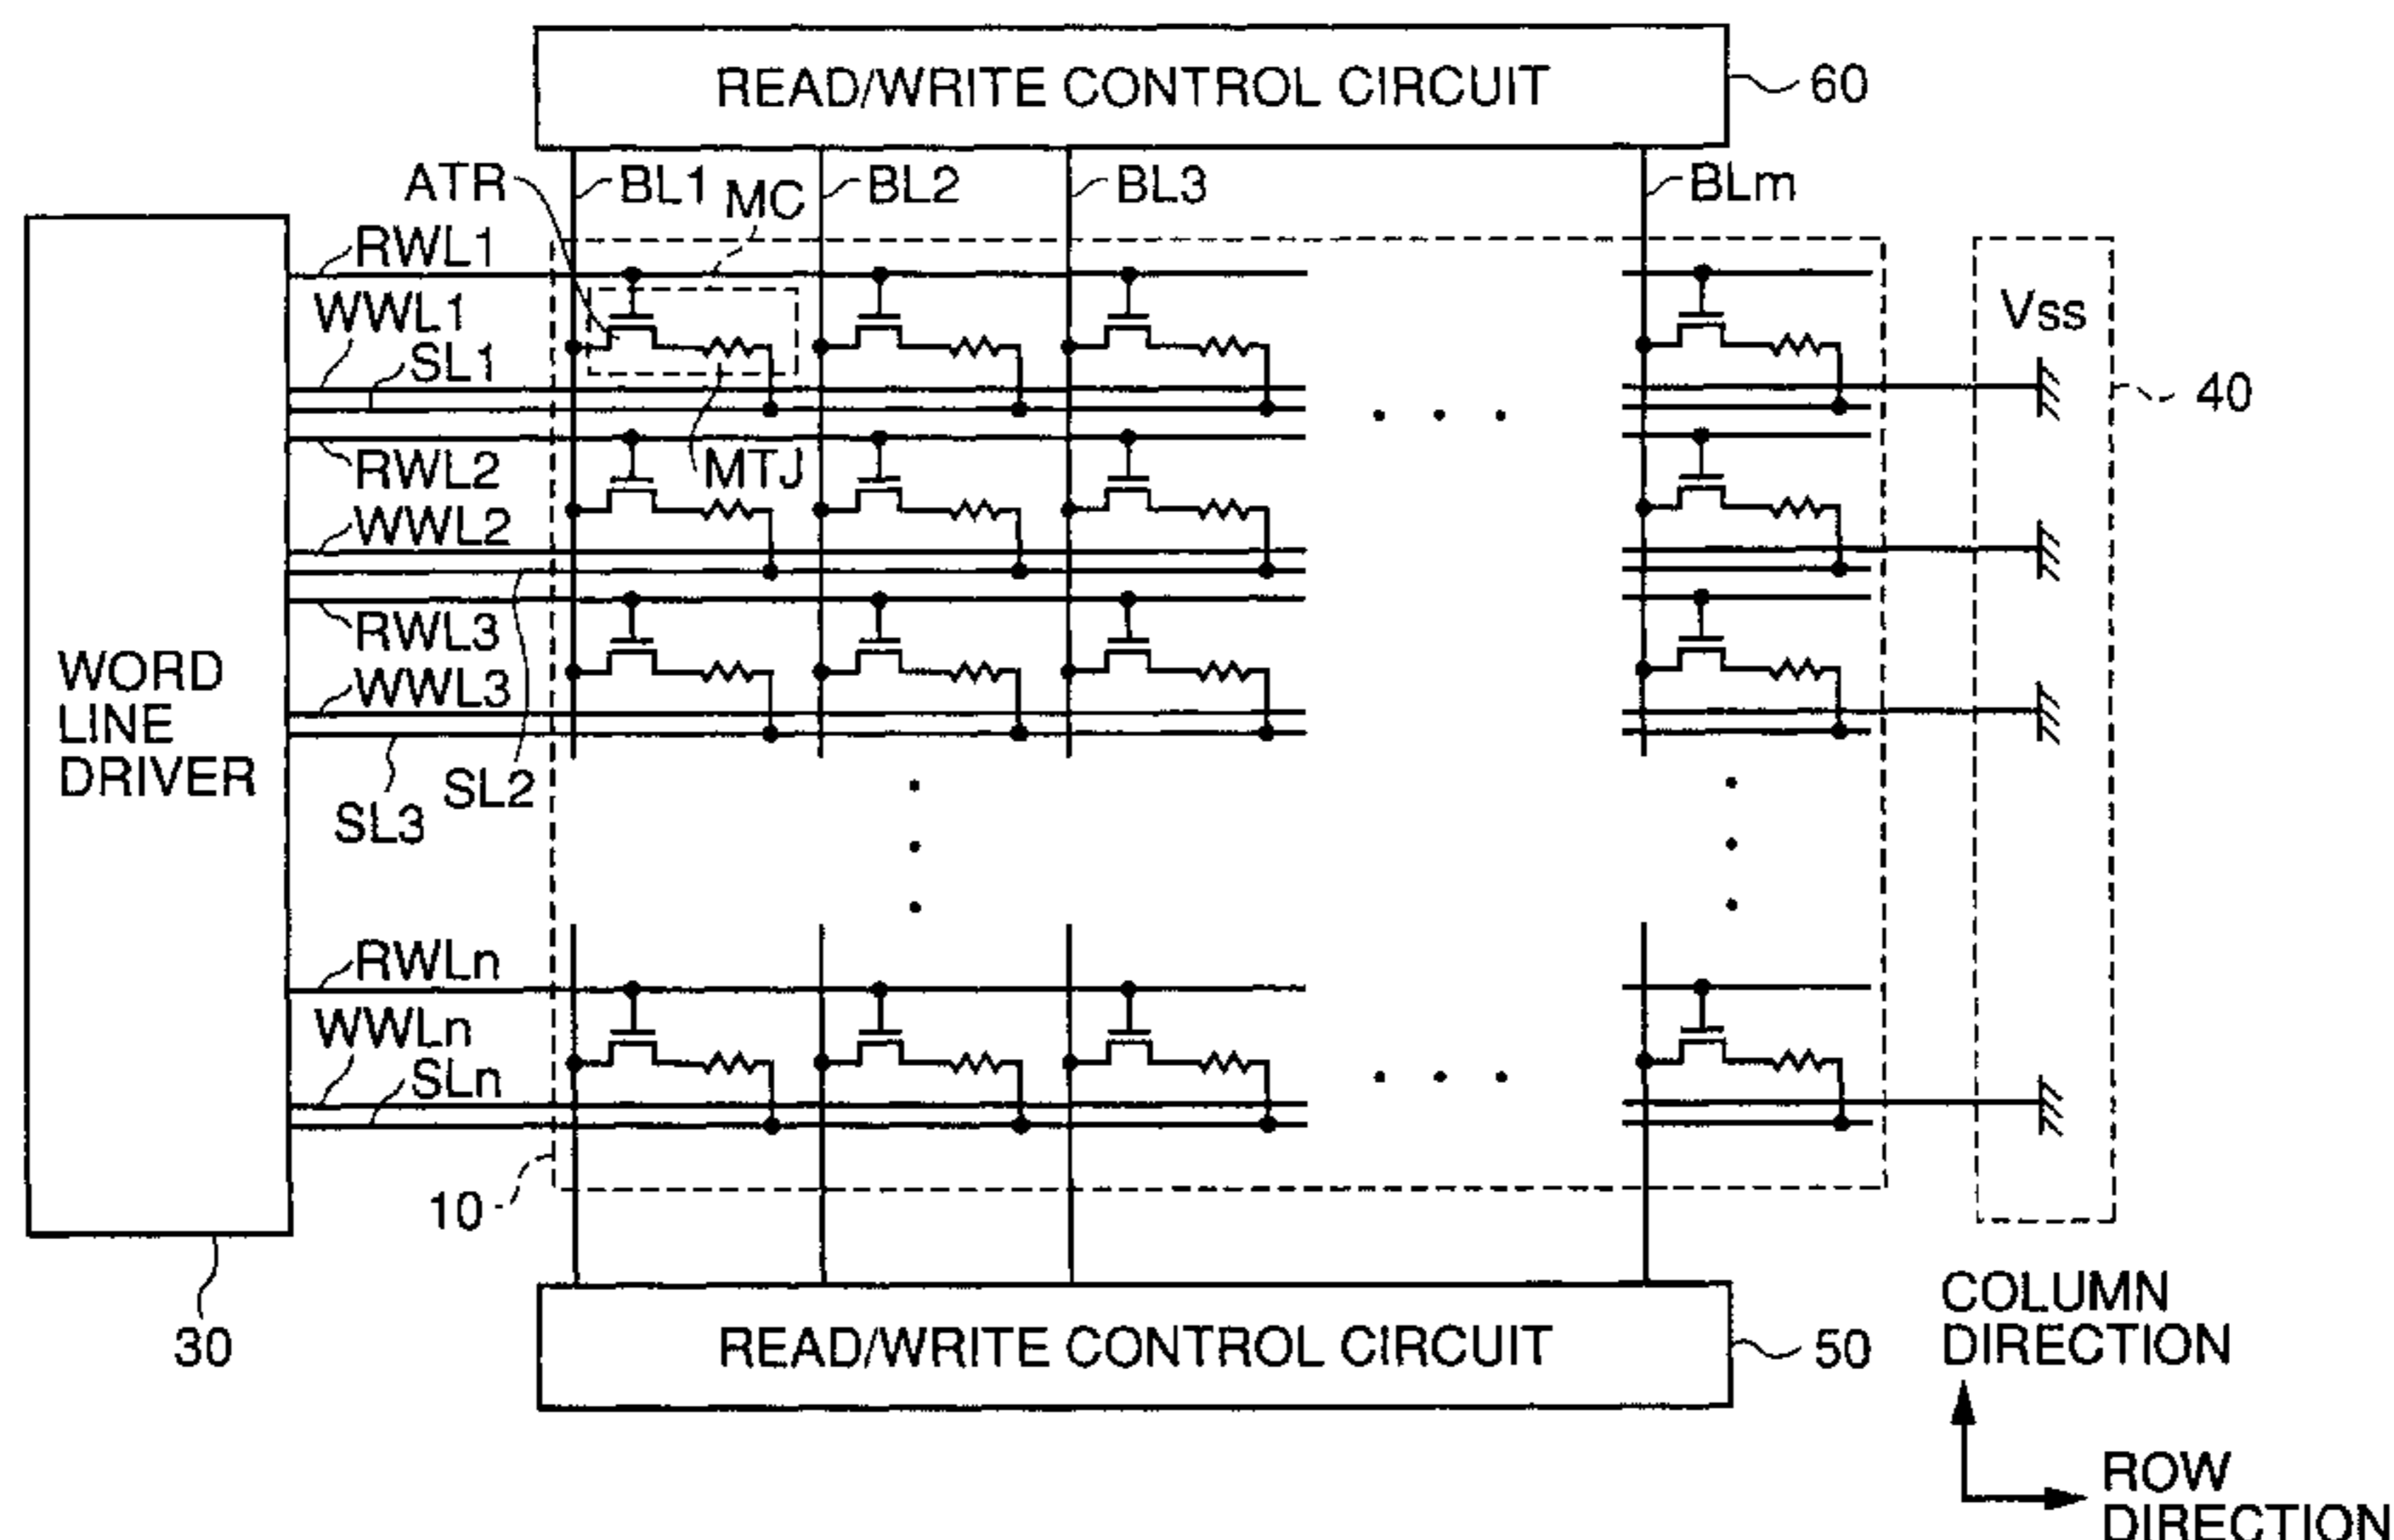 READ/WRITE CONTROL CIRCUIT
60
ATR
BL1
MC
BL2
BL3
BLm
RWL1
WWL1
SL1
Vss
40
RWL2
MTJ
WWL2
RWL3
WWL3
WORD
LINE
DRIVER
SL2
SL3
RWLn
WWLn
SLn
10
30
READ/WRITE CONTROL CIRCUIT
50
COLUMN
DIRECTION
ROW
DIRECTION